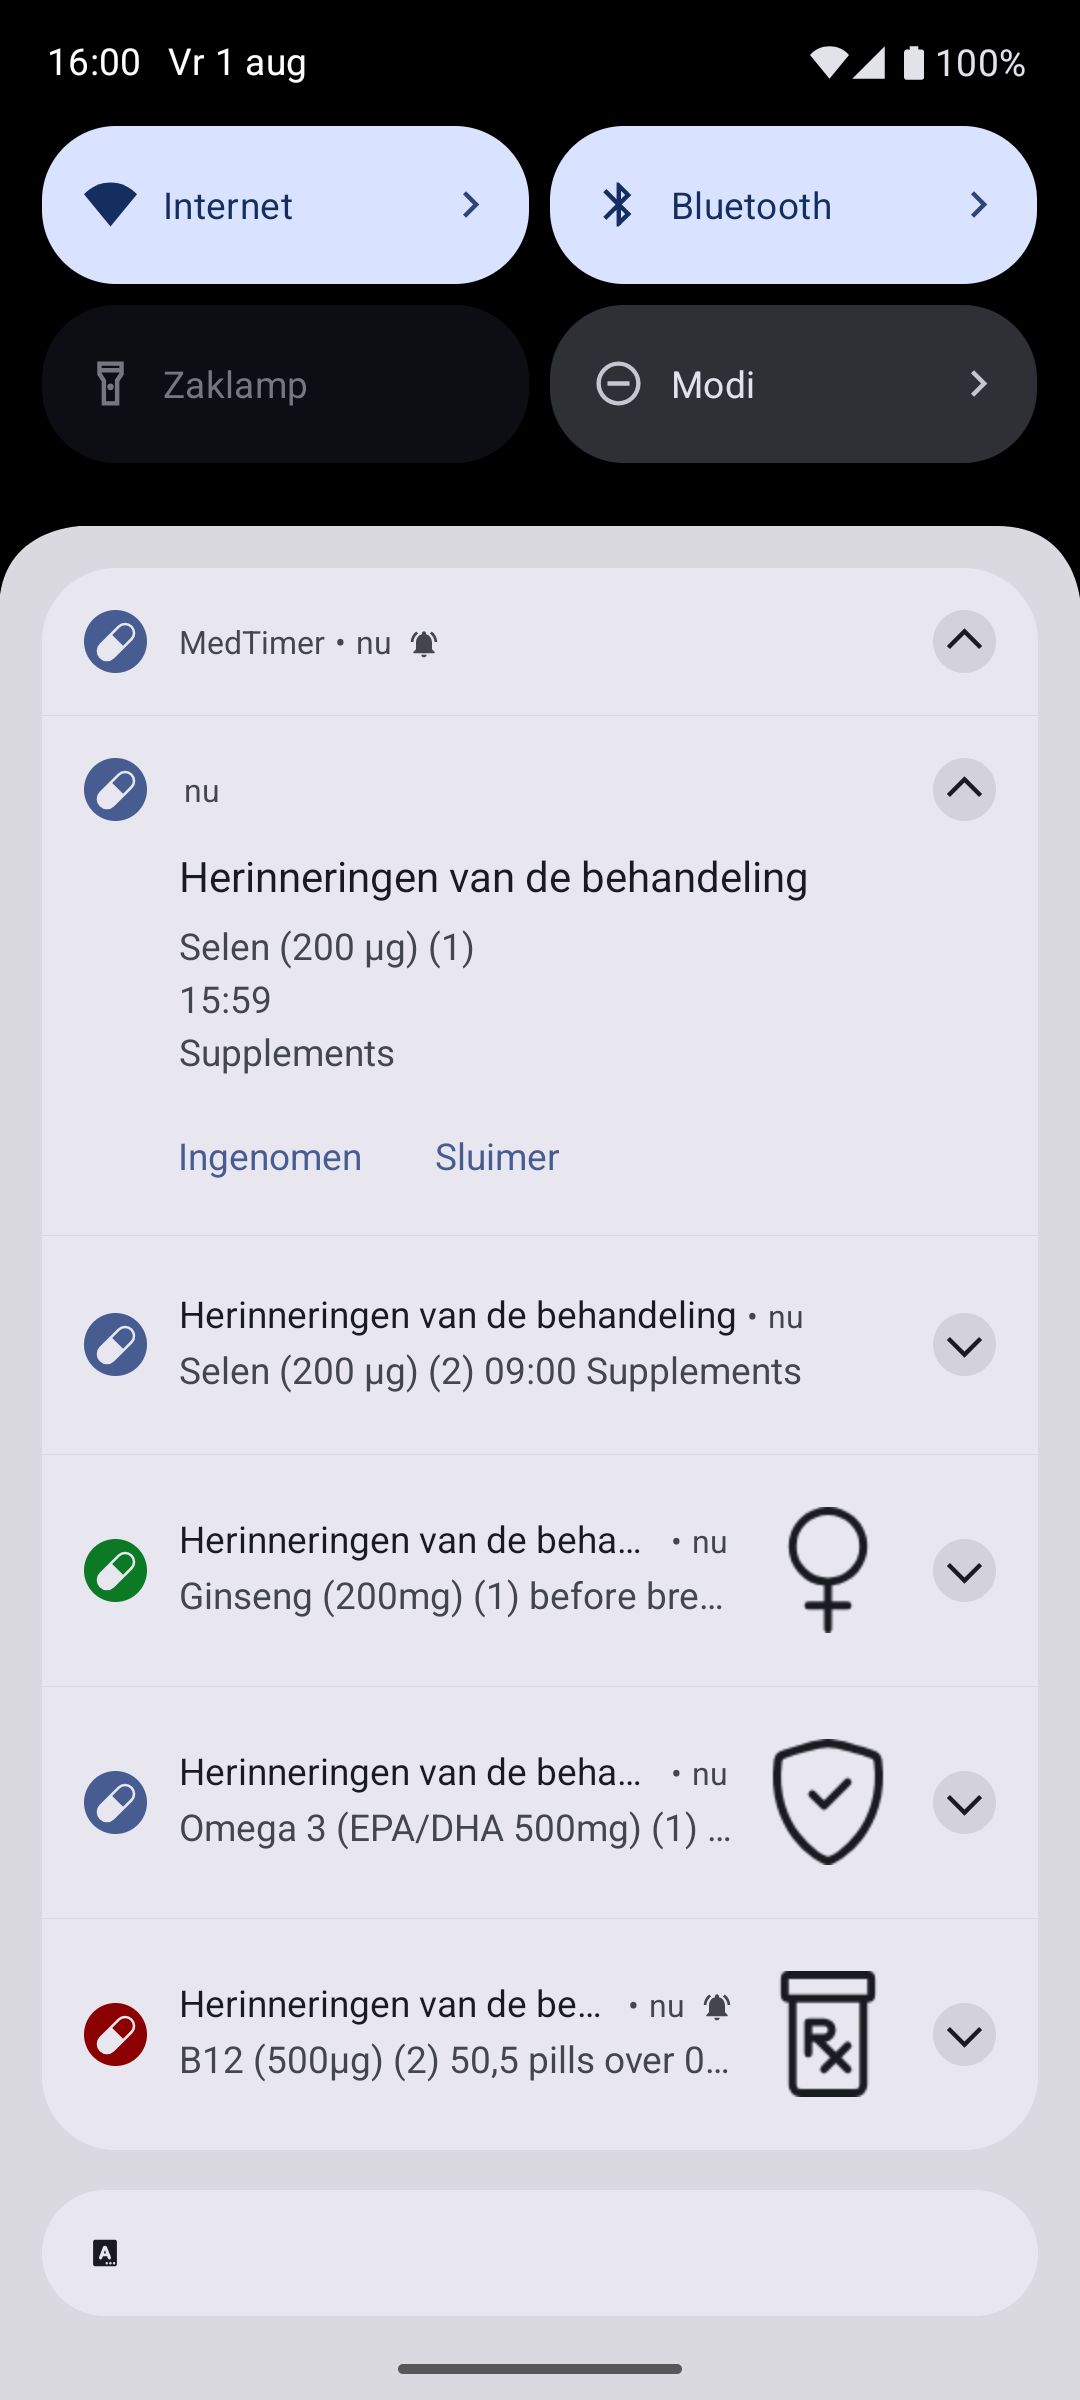 16:00 Vr 1 aug 100%
Internet Bluetooth
Zaklamp Modi
MedTimer • nu
nu
Herinneringen van de behandeling
Selen (200 µg) (1)
15:59
Supplements
Ingenomen Sluimer
Herinneringen van de behandeling • nu
Selen (200 µg) (2) 09:00 Supplements
Herinneringen van de beha… • nu
Ginseng (200mg) (1) before bre…
Herinneringen van de beha… • nu
Omega 3 (EPA/DHA 500mg) (1) …
Herinneringen van de be… • nu
B12 (500µg) (2) 50,5 pills over 0…
Rx
A